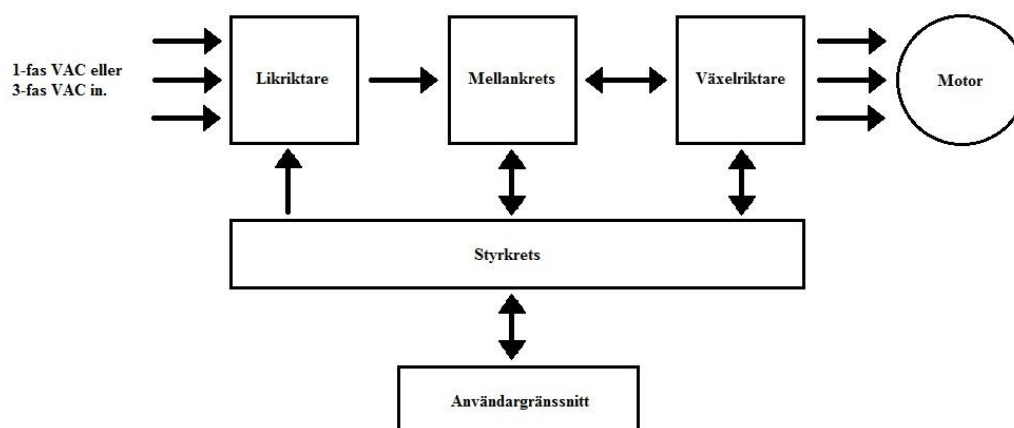 1-fas VAC eller
3-fas VAC in.
Likriktare
Mellankrets
Växelriktare
Motor
Styrkrets
Användargränssnitt